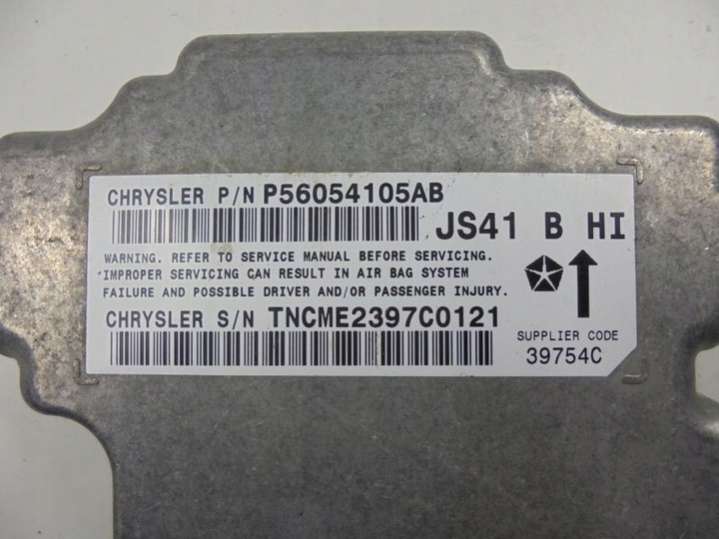 CHRYSLER P/N P56054105AB
JS41 B HI
WARNING. REFER TO SERVICE MANUAL BEFORE SERVICING.
IMPROPER SERVICING CAN RESULT IN AIR BAG SYSTEM
FAILURE AND POSSIBLE DRIVER AND/OR PASSENGER INJURY.
CHRYSLER S/N TNCME2397C0121
SUPPLIER CODE
39754C